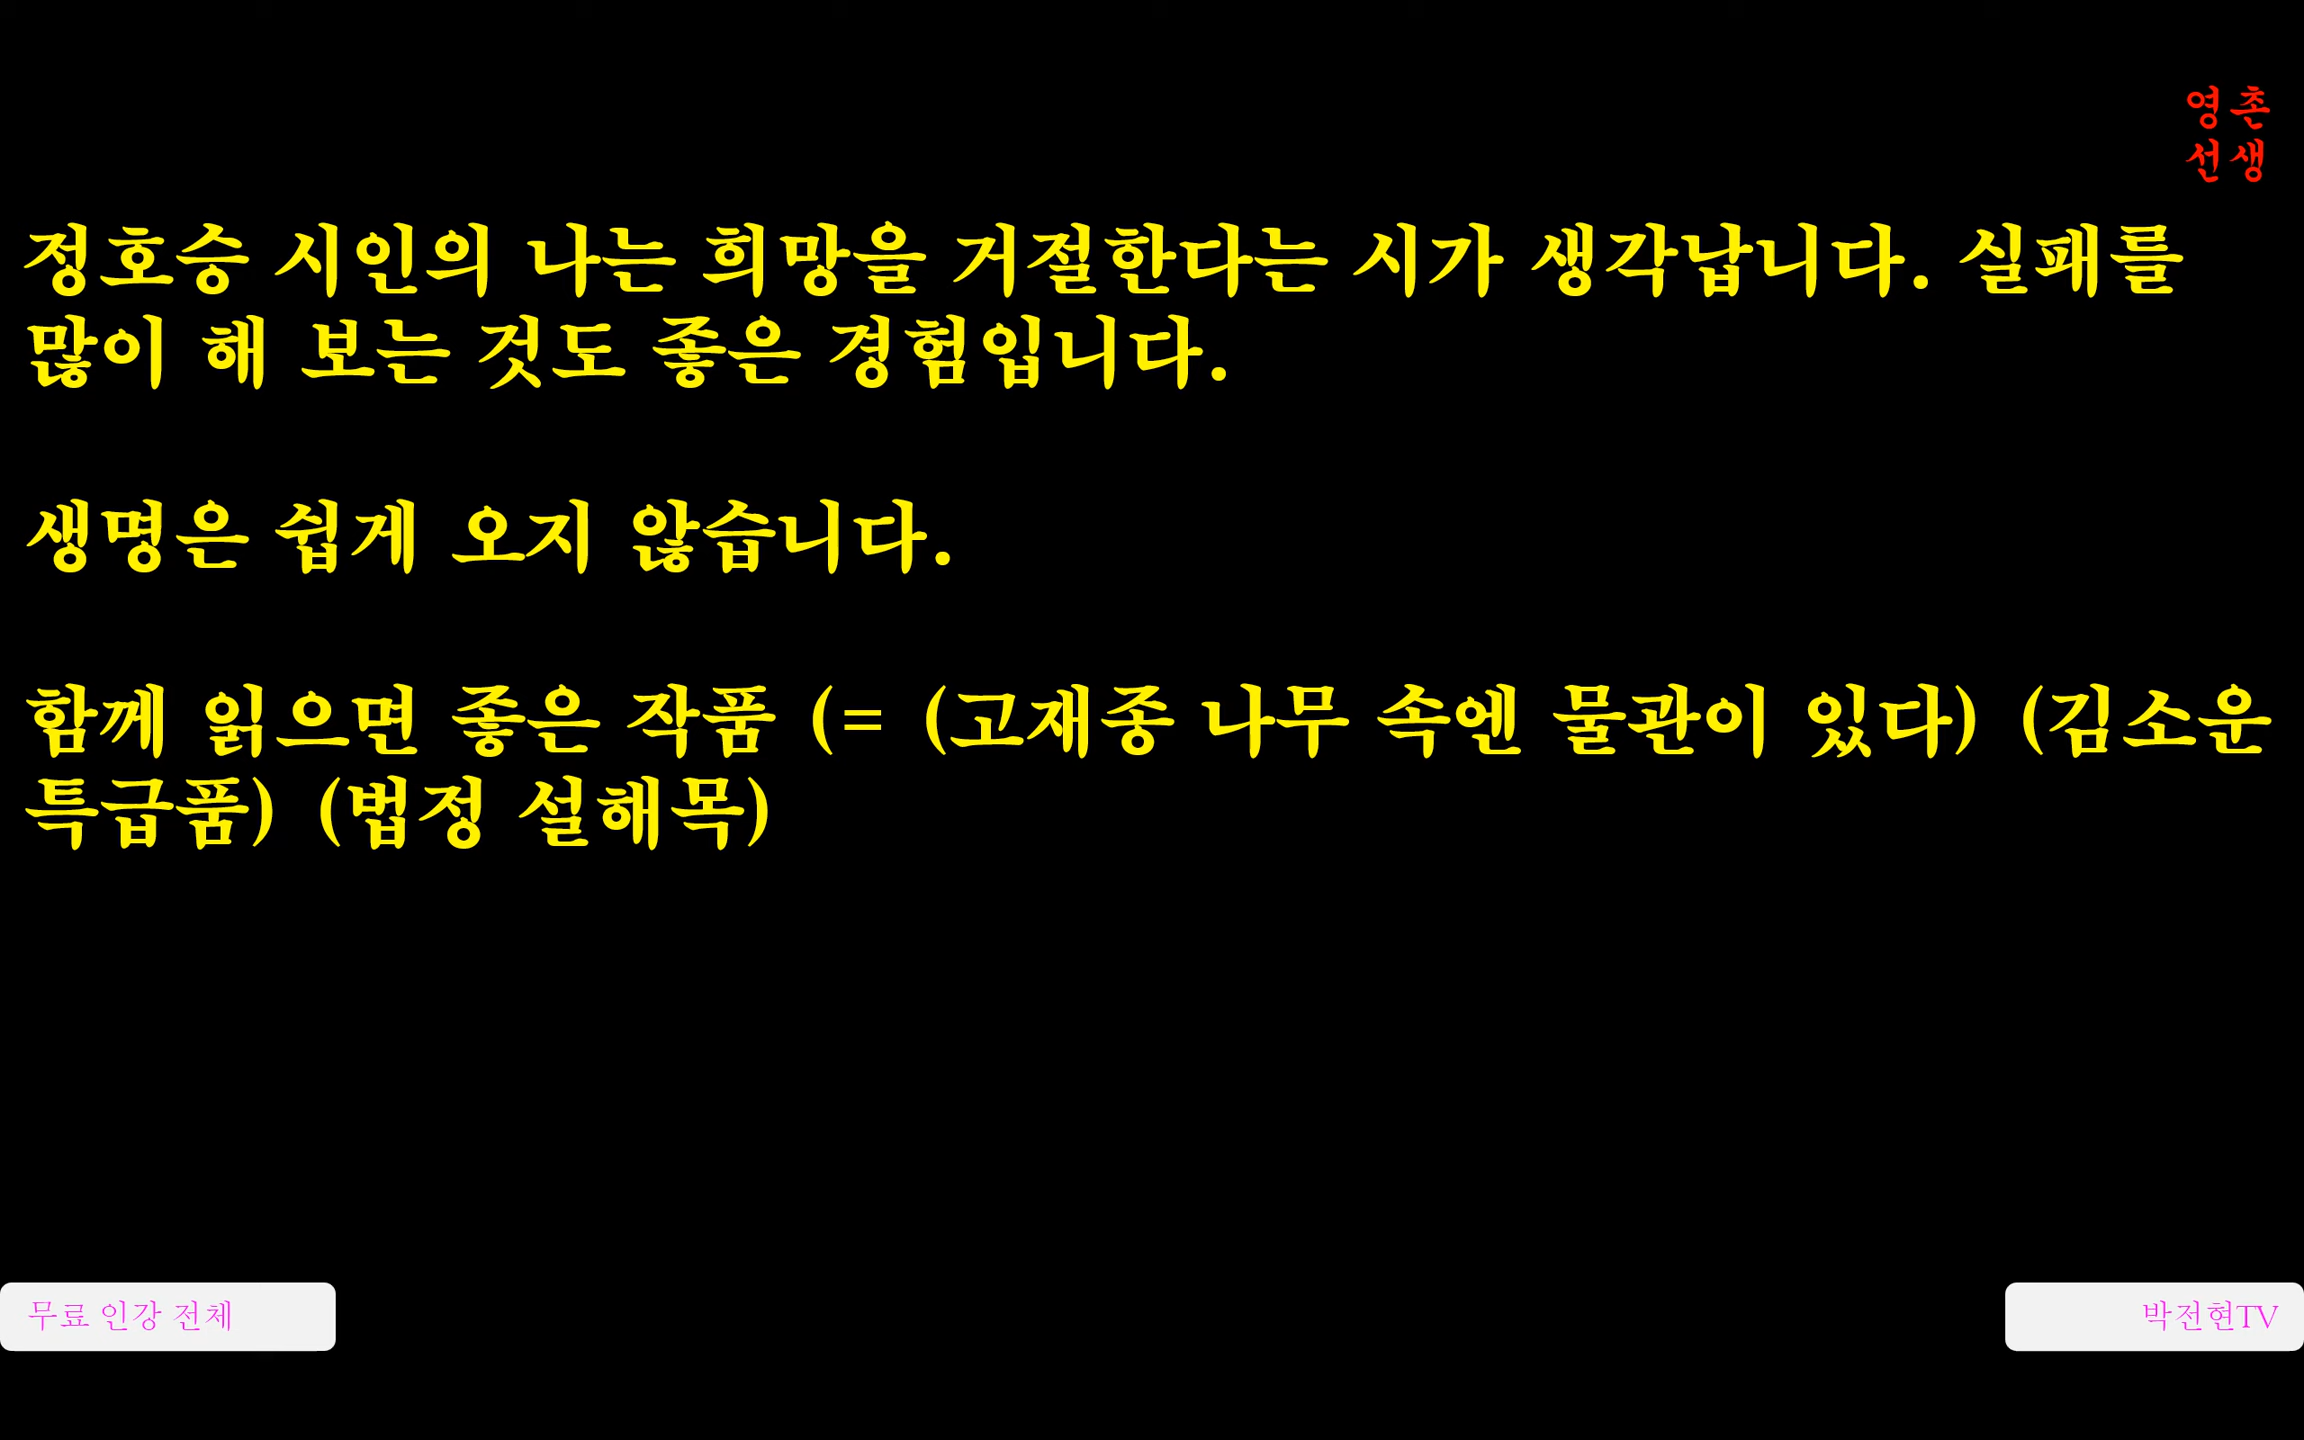 영촌
선생
정호승 시인의 나는 희망을 거절한다는 시가 생각납니다. 실패를
많이 해 보는 것도 좋은 경험입니다.
생명은 쉽게 오지 않습니다.
함께 읽으면 좋은 작품 (= (고재종 나무 속엔 물관이 있다) (김소운
특급품) (법정 설해목)
무료 인강 전체
박전현TV